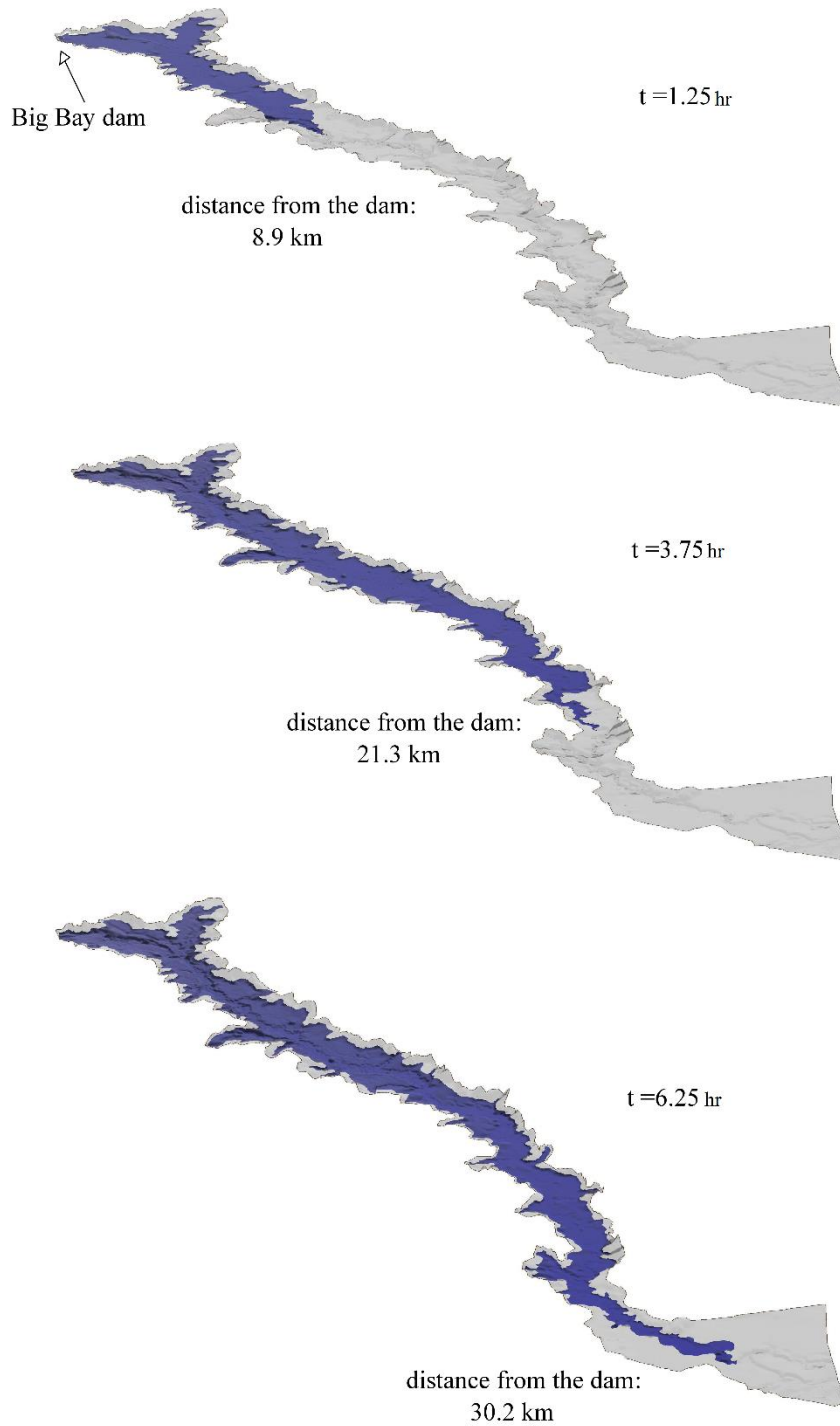 t =1.25 hr
Big Bay dam
distance from the dam:
8.9 km
t =3.75 hr
distance from the dam:
21.3 km
t =6.25 hr
distance from the dam:
30.2 km